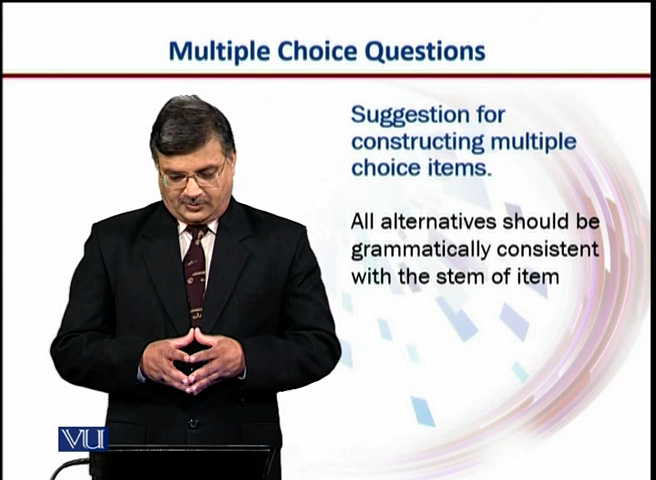 Multiple Choice Questions
Suggestion for
constructing multiple
choice items.
All alternatives should be
grammatically consistent
with the stem of item
VU